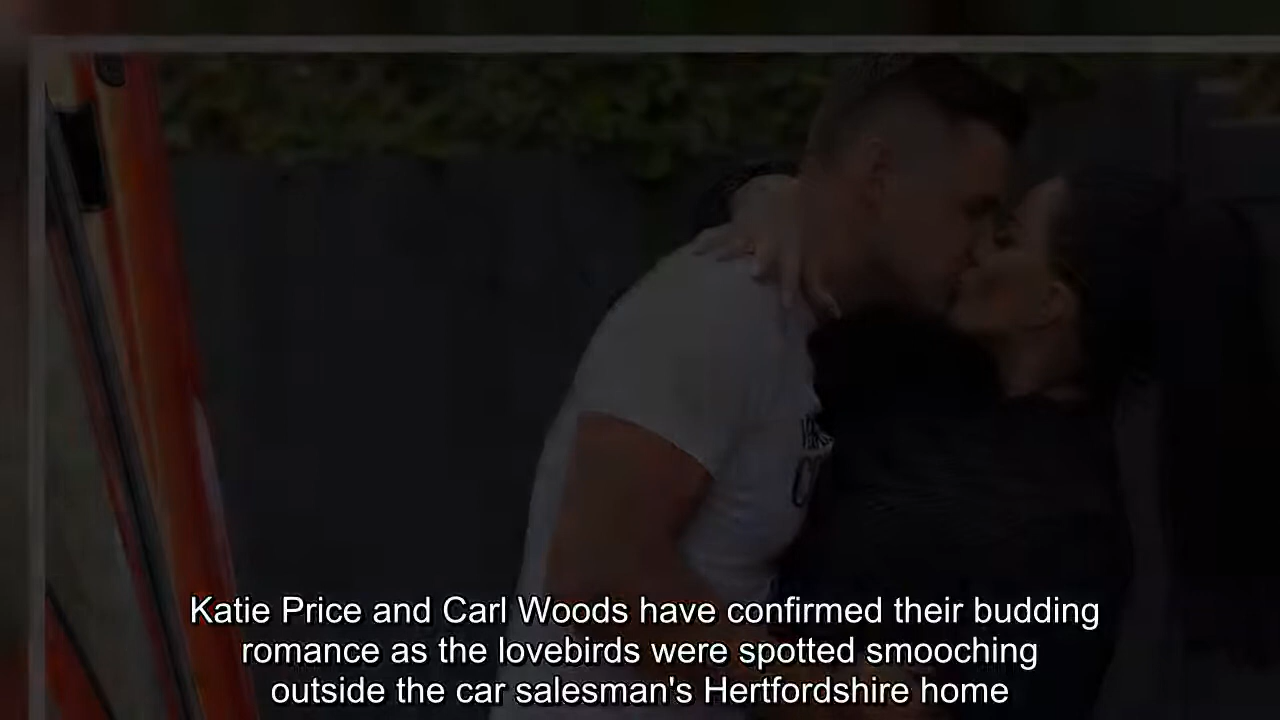 Katie Price and Carl Woods have confirmed their budding
romance as the lovebirds were spotted smooching
outside the car salesman's Hertfordshire home